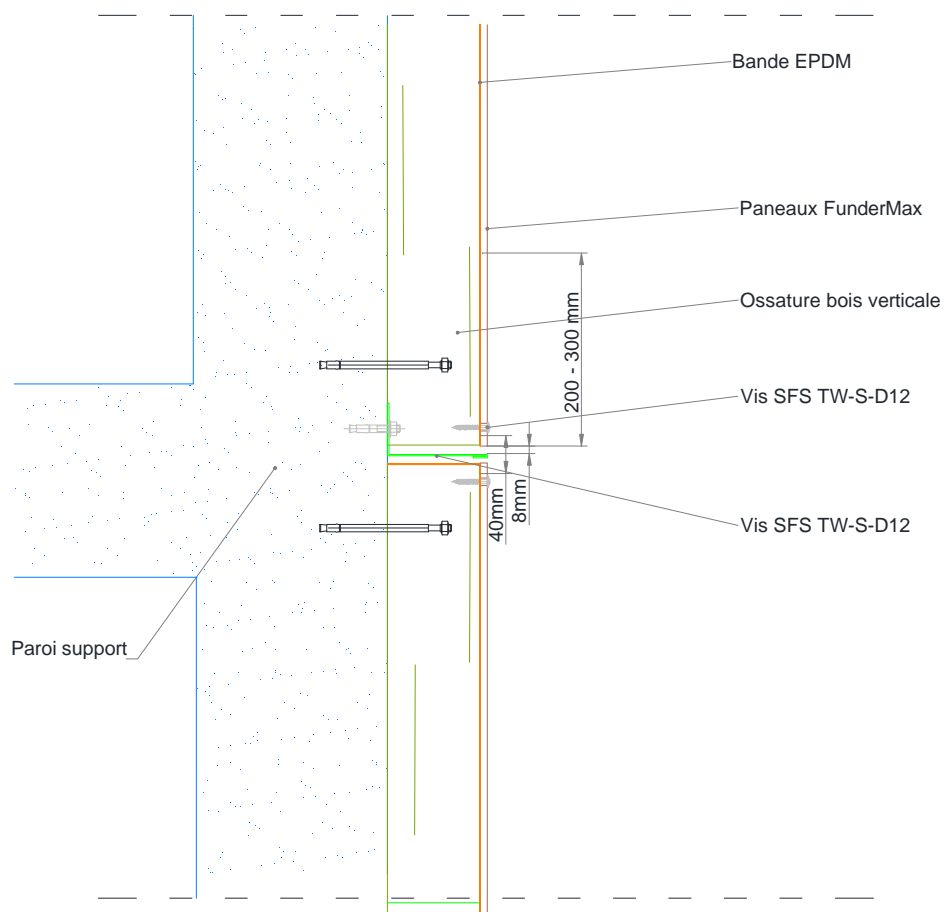 Bande EPDM
Paneaux FunderMax
Ossature bois verticale
200 - 300 mm
Vis SFS TW-S-D12
40mm
8mm
Vis SFS TW-S-D12
Paroi support